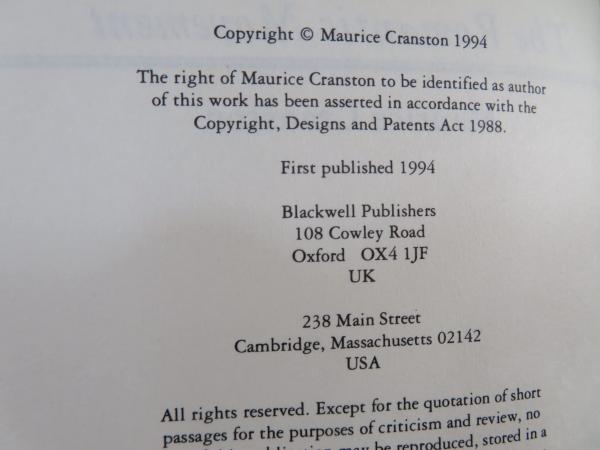 Copyright © Maurice Cranston 1994
The right of Maurice Cranston to be identified as author
of this work has been asserted in accordance with the
Copyright, Designs and Patents Act 1988.
First published 1994
Blackwell Publishers
108 Cowley Road
Oxford OX4 1JF
UK
238 Main Street
Cambridge, Massachusetts 02142
USA
All rights reserved. Except for the quotation of short
passages for the purposes of criticism and review, no
may be reproduced, stored in a